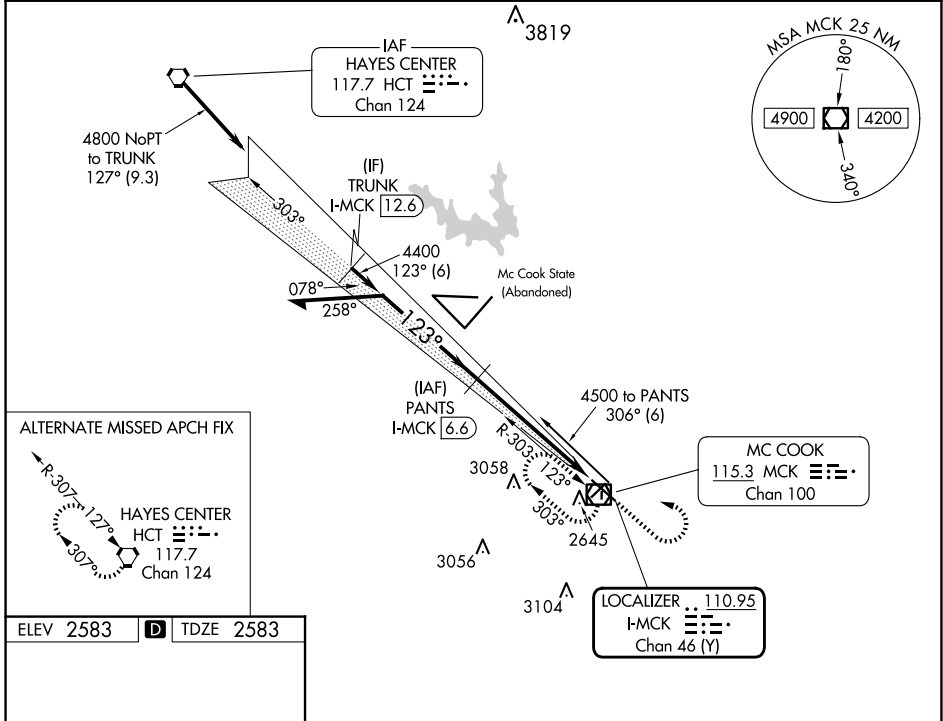 3819
IAF
HAYES CENTER
117.7 HCT
Chan 124
MSA MCK 25 NM
180°
4900
4200
340°
4800 NoPT
to TRUNK
127° (9.3)
303°
(IF)
TRUNK
I-MCK 12.6
4400
123° (6)
Mc Cook State
(Abandoned)
078°
258°
123°
(IAF)
PANTS
I-MCK 6.6
4500 to PANTS
306° (6)
R-303
123°
303°
3058
2645
3056
3104
MC COOK
115.3 MCK
Chan 100
LOCALIZER 110.95
I-MCK
Chan 46 (Y)
ALTERNATE MISSED APCH FIX
R-307
127°
307°
HAYES CENTER
HCT
117.7
Chan 124
ELEV 2583 D TDZE 2583